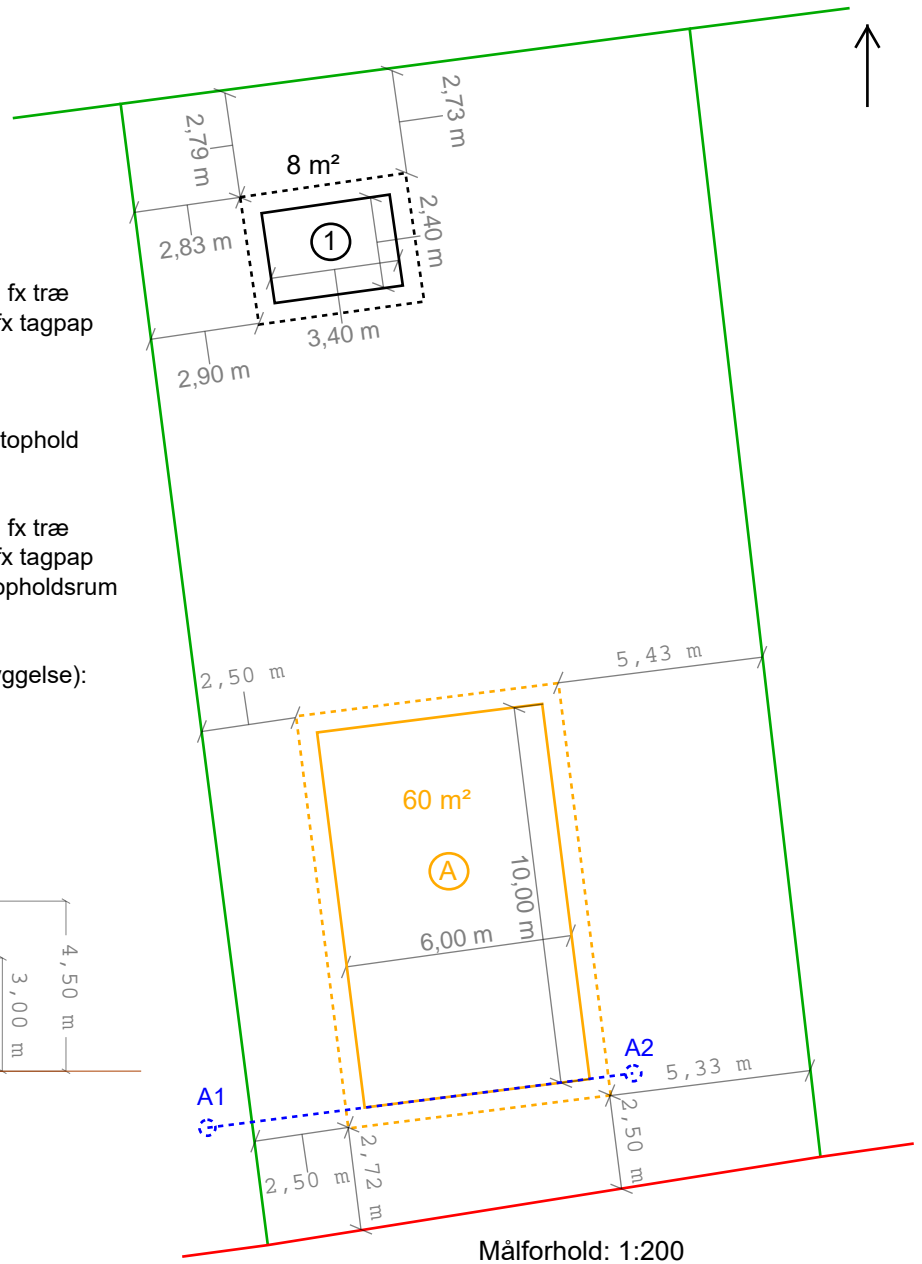 2,73 m
2,79 m
8 m²
2,40 m
1
2,83 m
fx træ
fx tagpap
3,40 m
2,90 m
tophold
fx træ
fx tagpap
opholdsrum
yggelse):
5,43 m
2,50 m
60 m²
A
10,00 m
6,00 m
4,50 m
3,00 m
A2
5,33 m
A1
2,50 m
2,72 m
2,50 m
Målforhold: 1:200